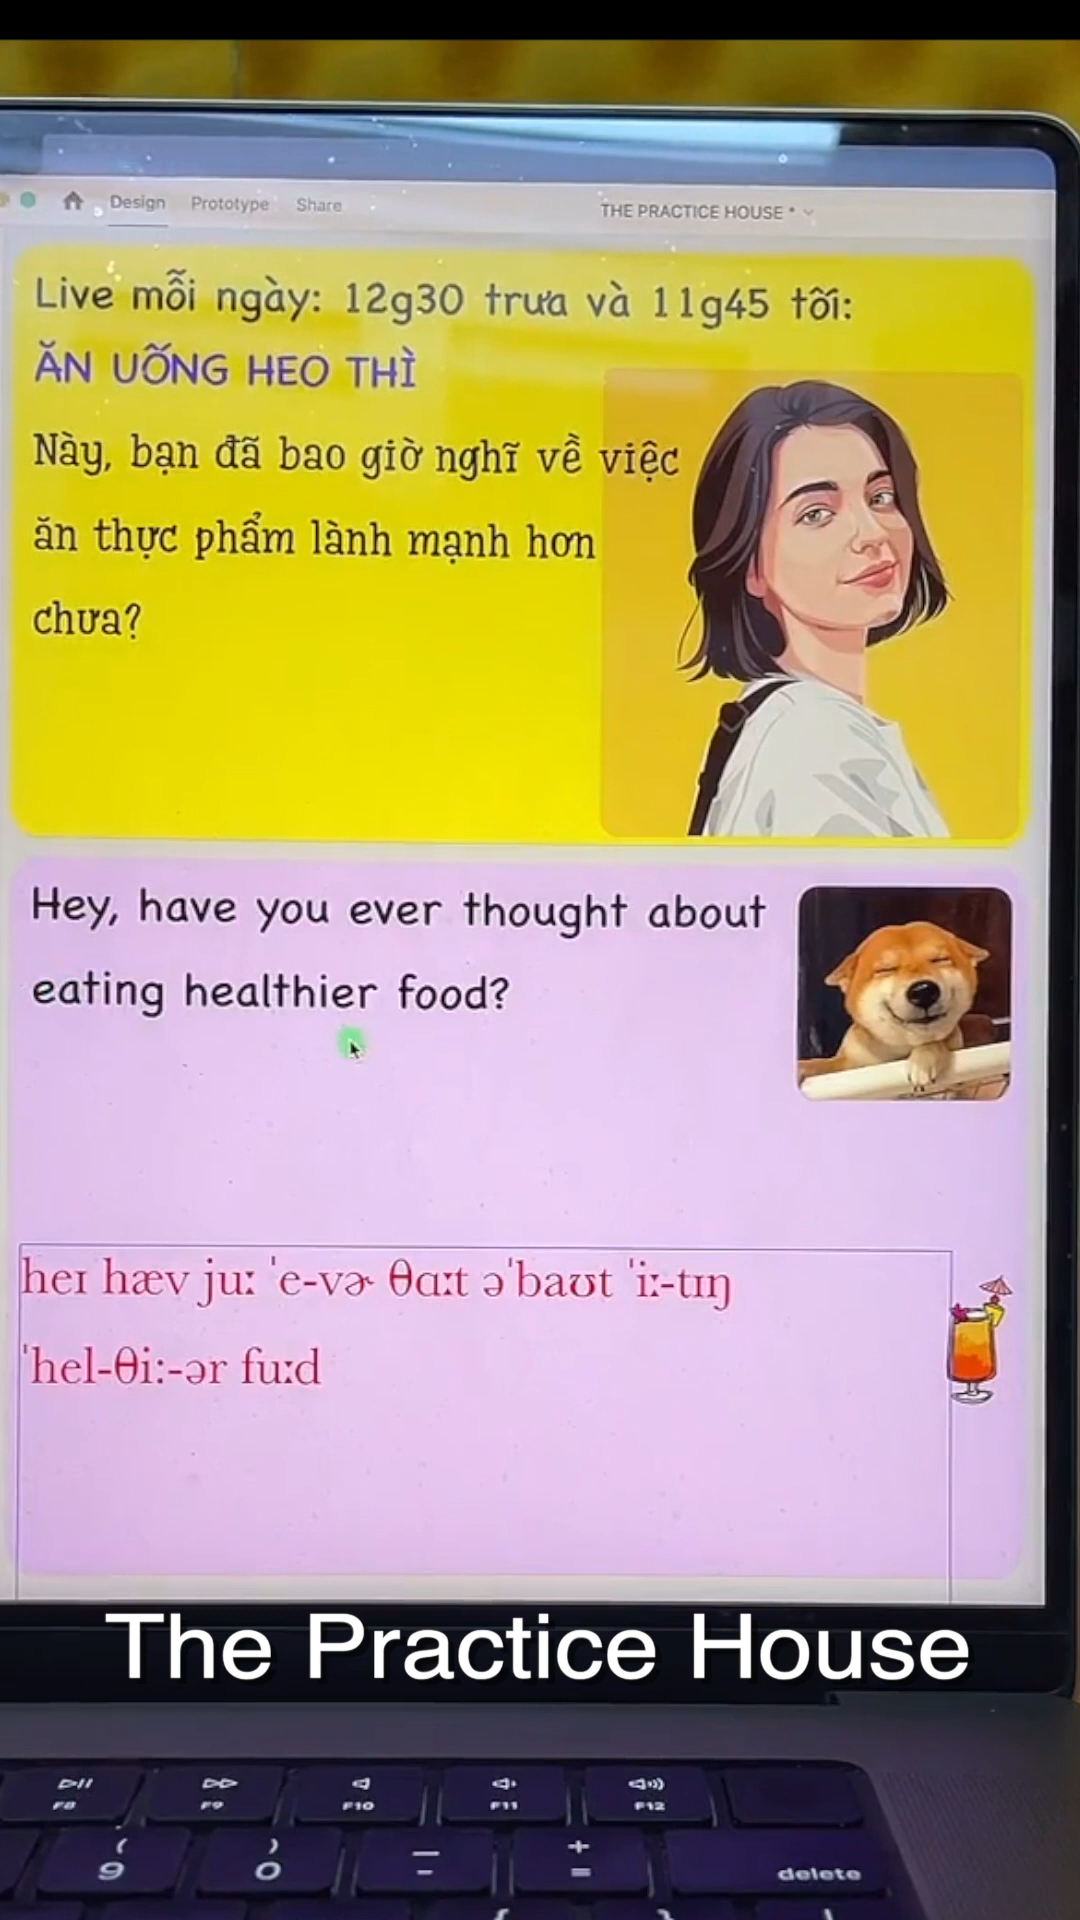 Design Prototype Share THE PRACTICE HOUSE *
Live mỗi ngày: 12g30 trưa và 11g45 tối:
ĂN UỐNG HEO THÌ
Này, bạn đã bao giờ nghĩ về việc
ăn thực phẩm lành mạnh hơn
chưa?
Hey, have you ever thought about
eating healthier food?
heɪ hæv juː ˈe-vɚ θɑːt əˈbaʊt ˈiː-tɪŋ
ˈhel-θi:-ər fuːd
The Practice House
F8 F9 F10 F11 F12
( ) — +
9 0 - =
delete